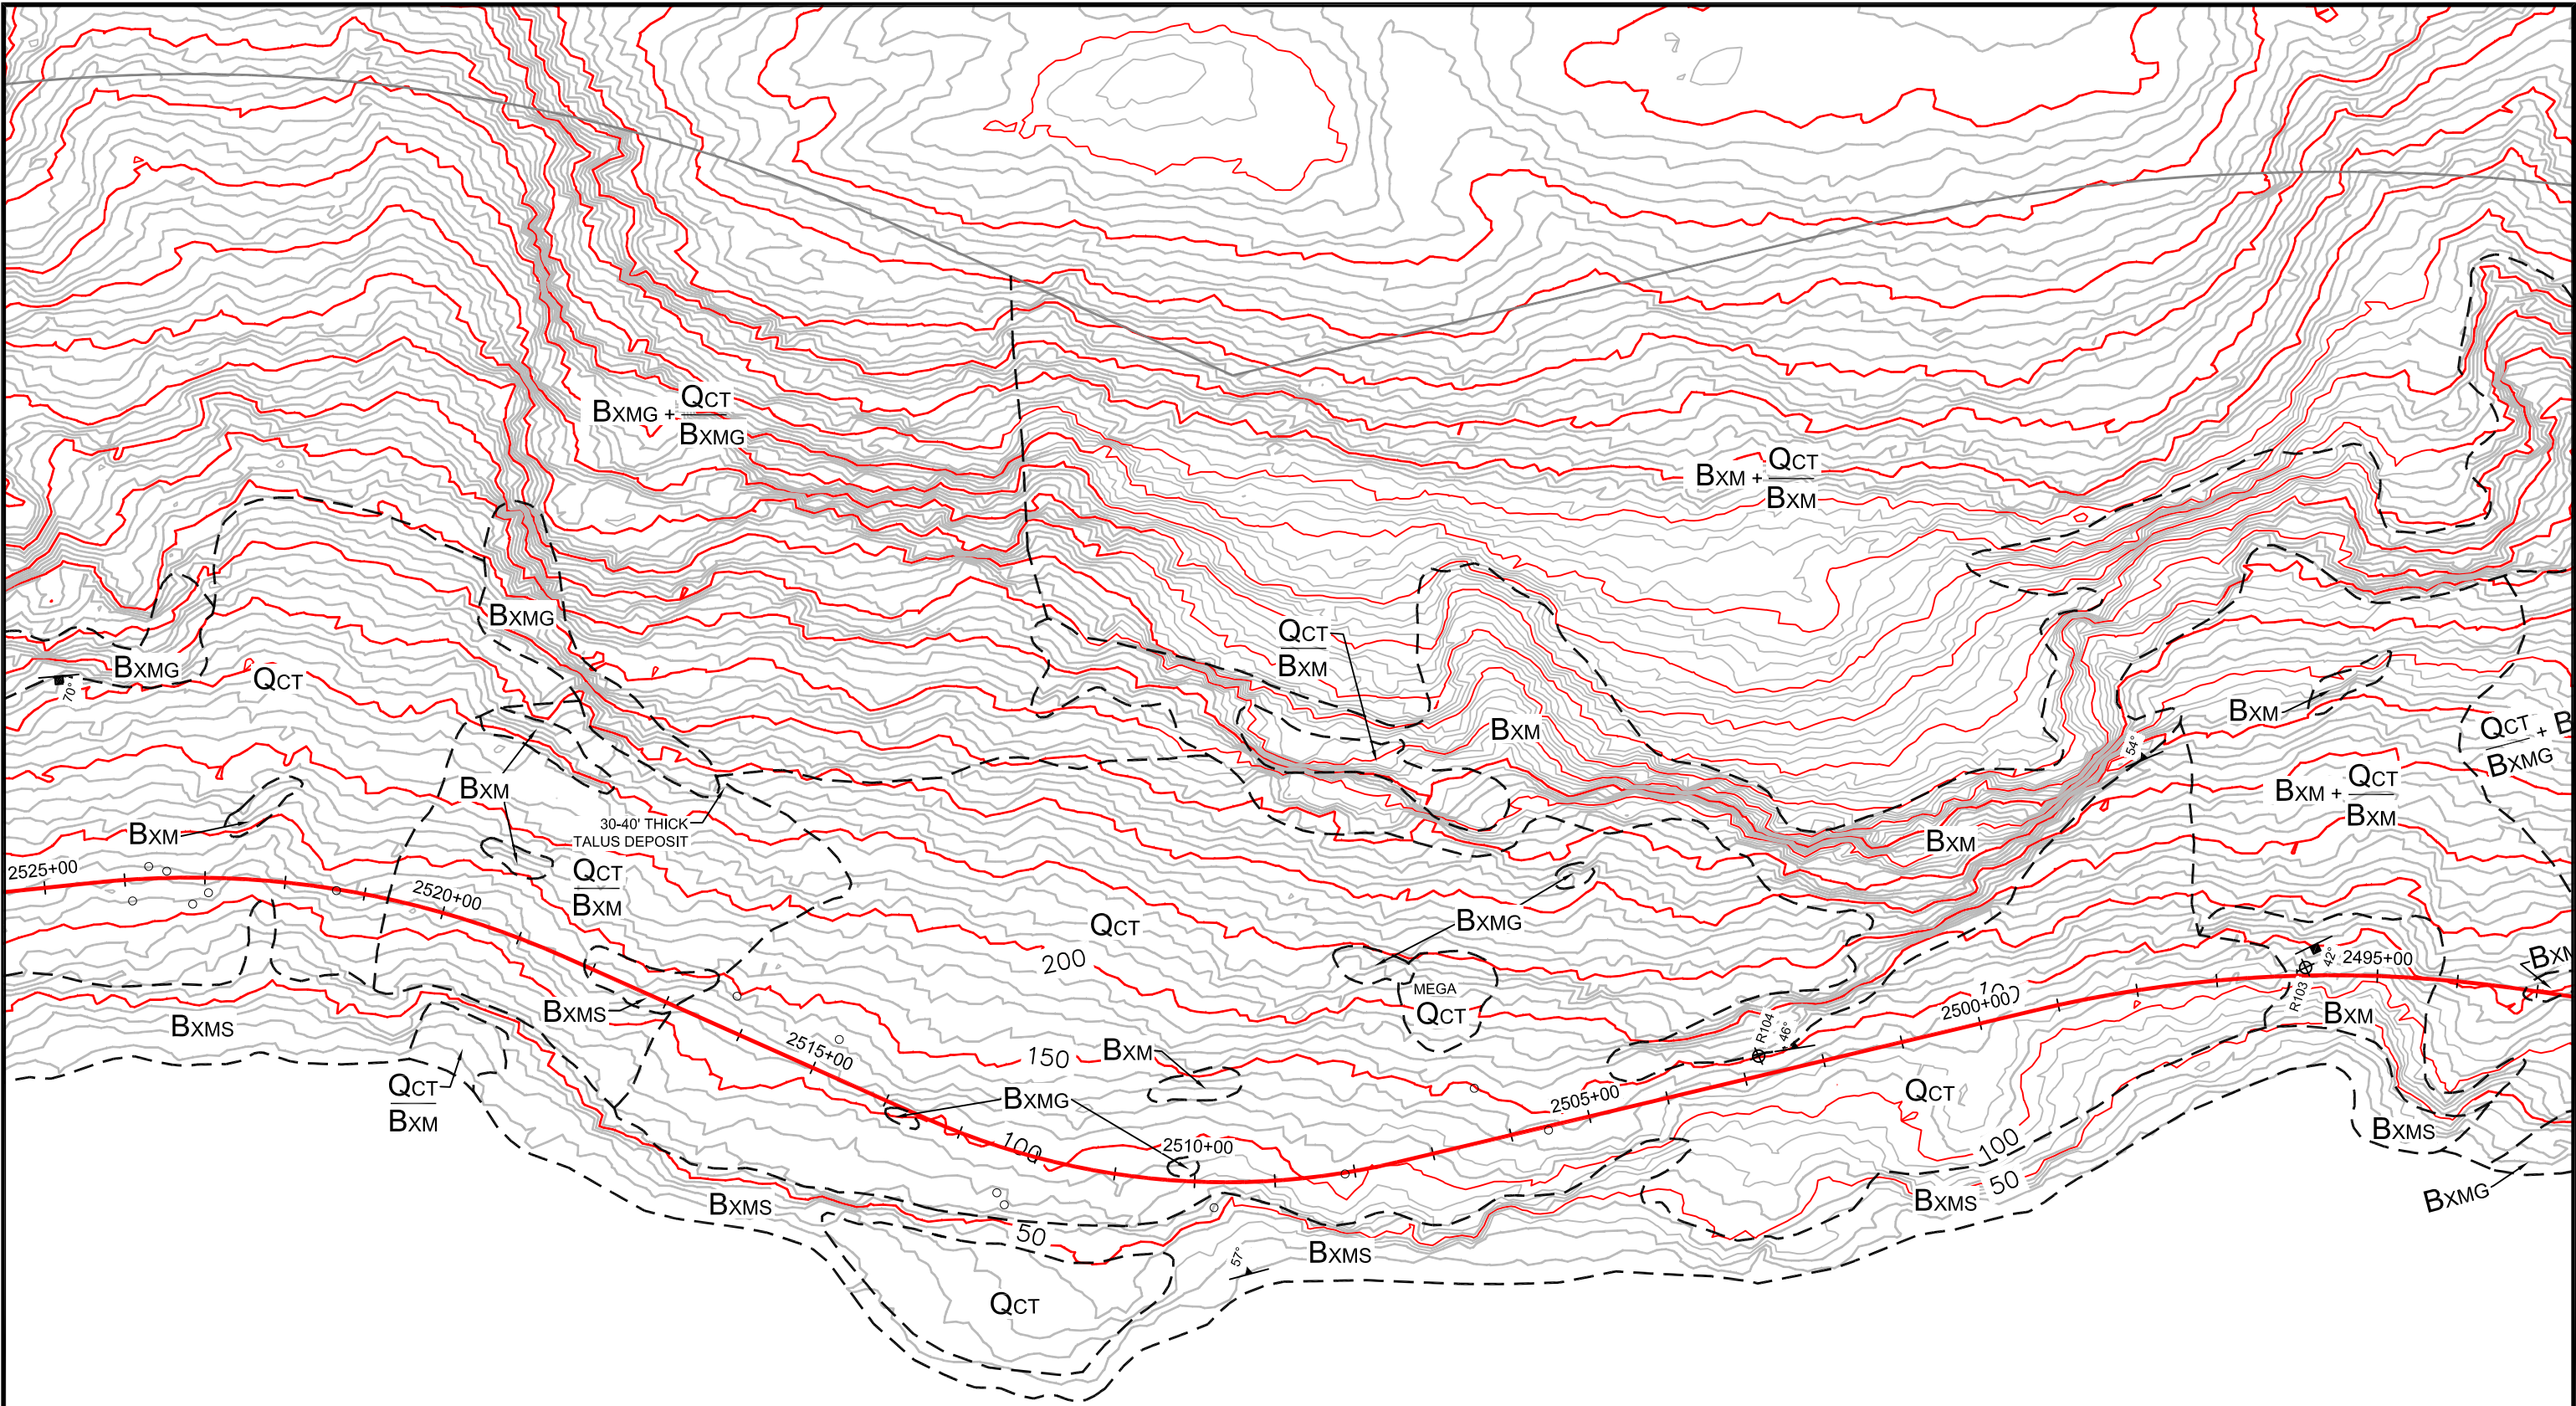 BXMG + QCT
BXMG
BXM + QCT
BXM
BXMG
QCT
BXM
BXMG
QCT
70°
BXM
BXM
54°
QCT + B
BXMG
BXM
BXM + QCT
BXM
30-40' THICK
TALUS DEPOSIT
BXM
BXM
2525+00
QCT
BXM
2520+00
QCT
BXMG
200
42°
2495+00
BXM
MEGA
QCT
R103
10
2500+00
BXMS
BXMS
BXM
R104
46°
2515+00
150
BXM
QCT
BXM
BXMG
2505+00
QCT
100
2510+00
100
BXMS
BXMS
50
BXMS
BXMG
50
BXMS
57°
QCT